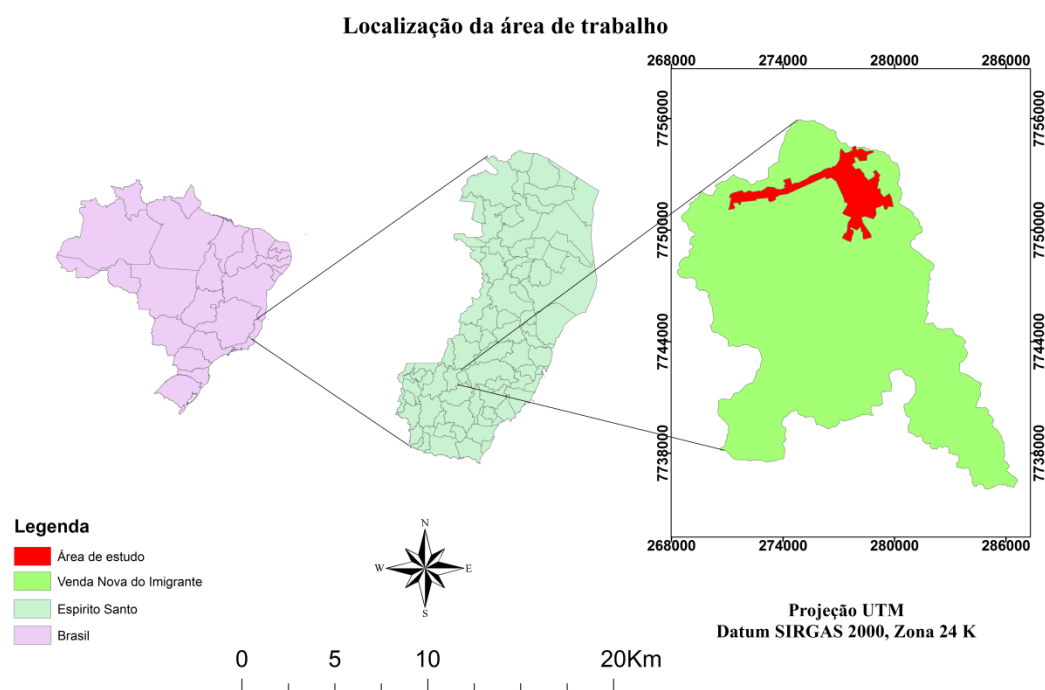 Localização da área de trabalho
268000 274000 280000 286000
7756000 7756000
7750000 7750000
7744000 7744000
7738000 7738000
268000 274000 280000 286000
Legenda
Área de estudo
Venda Nova do Imigrante
Espirito Santo
Brasil
N
W E
S
Projeção UTM
Datum SIRGAS 2000, Zona 24 K
0 5 10 20Km